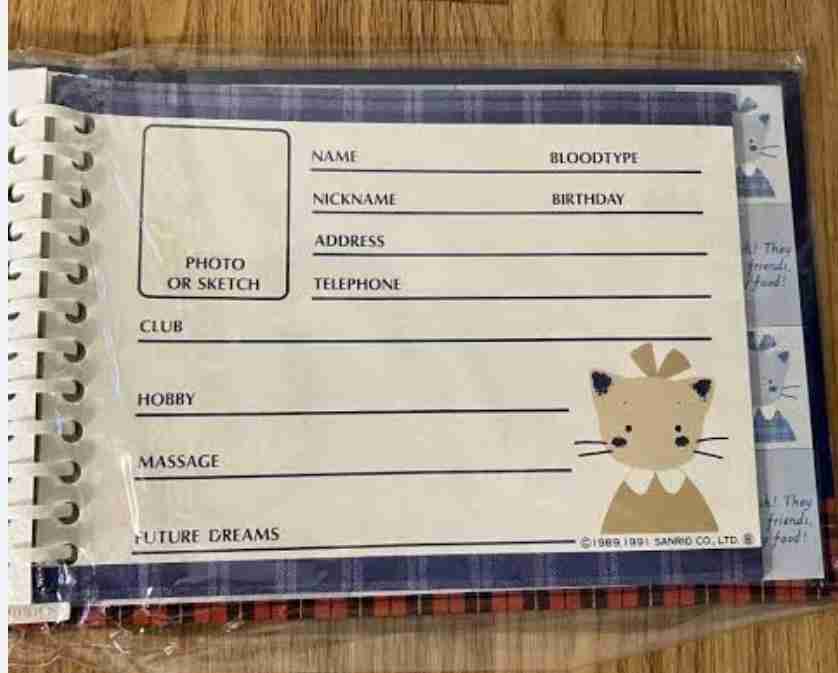 PHOTO
OR SKETCH
NAME BLOODTYPE
NICKNAME BIRTHDAY
ADDRESS
TELEPHONE
CLUB
HOBBY
MASSAGE
FUTURE DREAMS
©1989,1991 SANRIO CO., LTD.
! They
friends,
food!
! They
friends,
food!